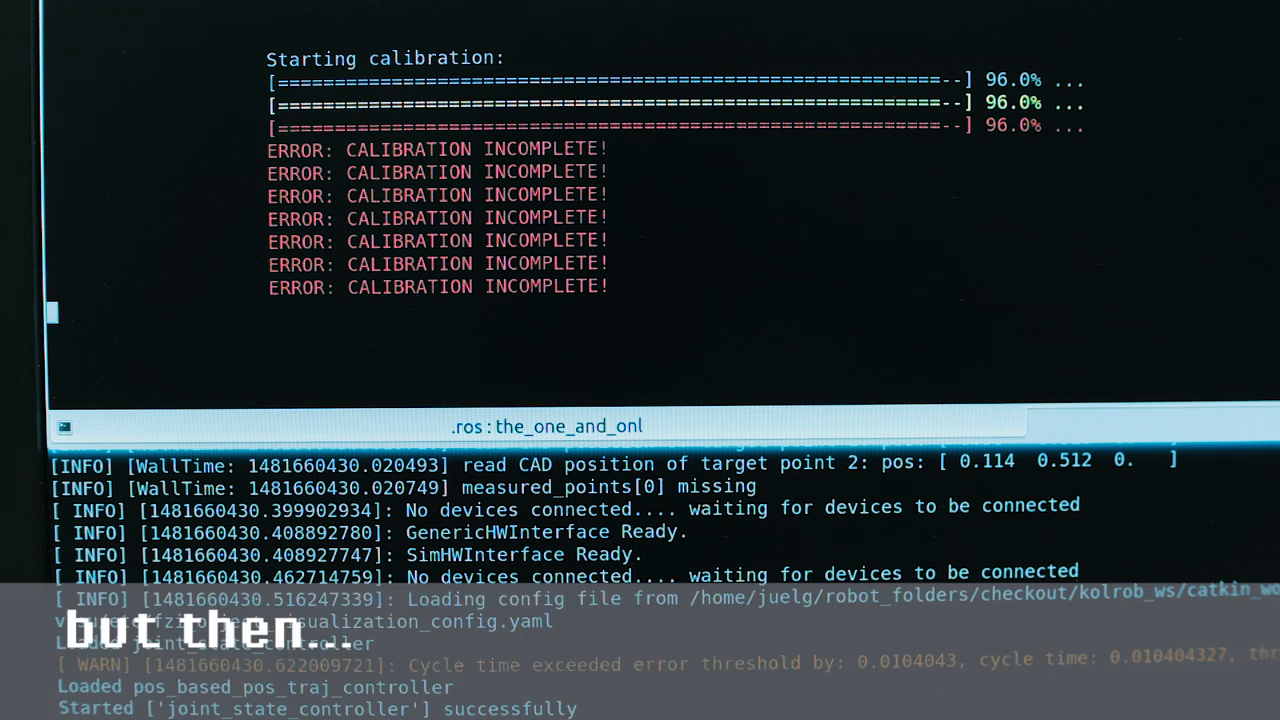 Starting calibration:
[==========================================================--] 96.0% ...
[==========================================================--] 96.0% ...
[==========================================================--] 96.0% ...
ERROR: CALIBRATION INCOMPLETE!
ERROR: CALIBRATION INCOMPLETE!
ERROR: CALIBRATION INCOMPLETE!
ERROR: CALIBRATION INCOMPLETE!
ERROR: CALIBRATION INCOMPLETE!
ERROR: CALIBRATION INCOMPLETE!
ERROR: CALIBRATION INCOMPLETE!
.ros : the_one_and_onl
[INFO] [WallTime: 1481660430.020493] read CAD position of target point 2: pos: [ 0.114 0.512 0. ]
[INFO] [WallTime: 1481660430.020749] measured_points[0] missing
[ INFO] [1481660430.399902934]: No devices connected.... waiting for devices to be connected
[ INFO] [1481660430.408892780]: GenericHWInterface Ready.
[ INFO] [1481660430.408927747]: SimHWInterface Ready.
[ INFO] [1481660430.462714759]: No devices connected.... waiting for devices to be connected
[ INFO] [1481660430.516247339]: Loading config file from /home/juelg/robot_folders/checkout/kolrob_ws/catkin_wo
but then...
_config.yaml
joint_state_controller
[ WARN] [1481660430.622009721]: Cycle time exceeded error threshold by: 0.0104043, cycle time: 0.010404327, thr
Loaded pos_based_pos_traj_controller
Started ['joint_state_controller'] successfully